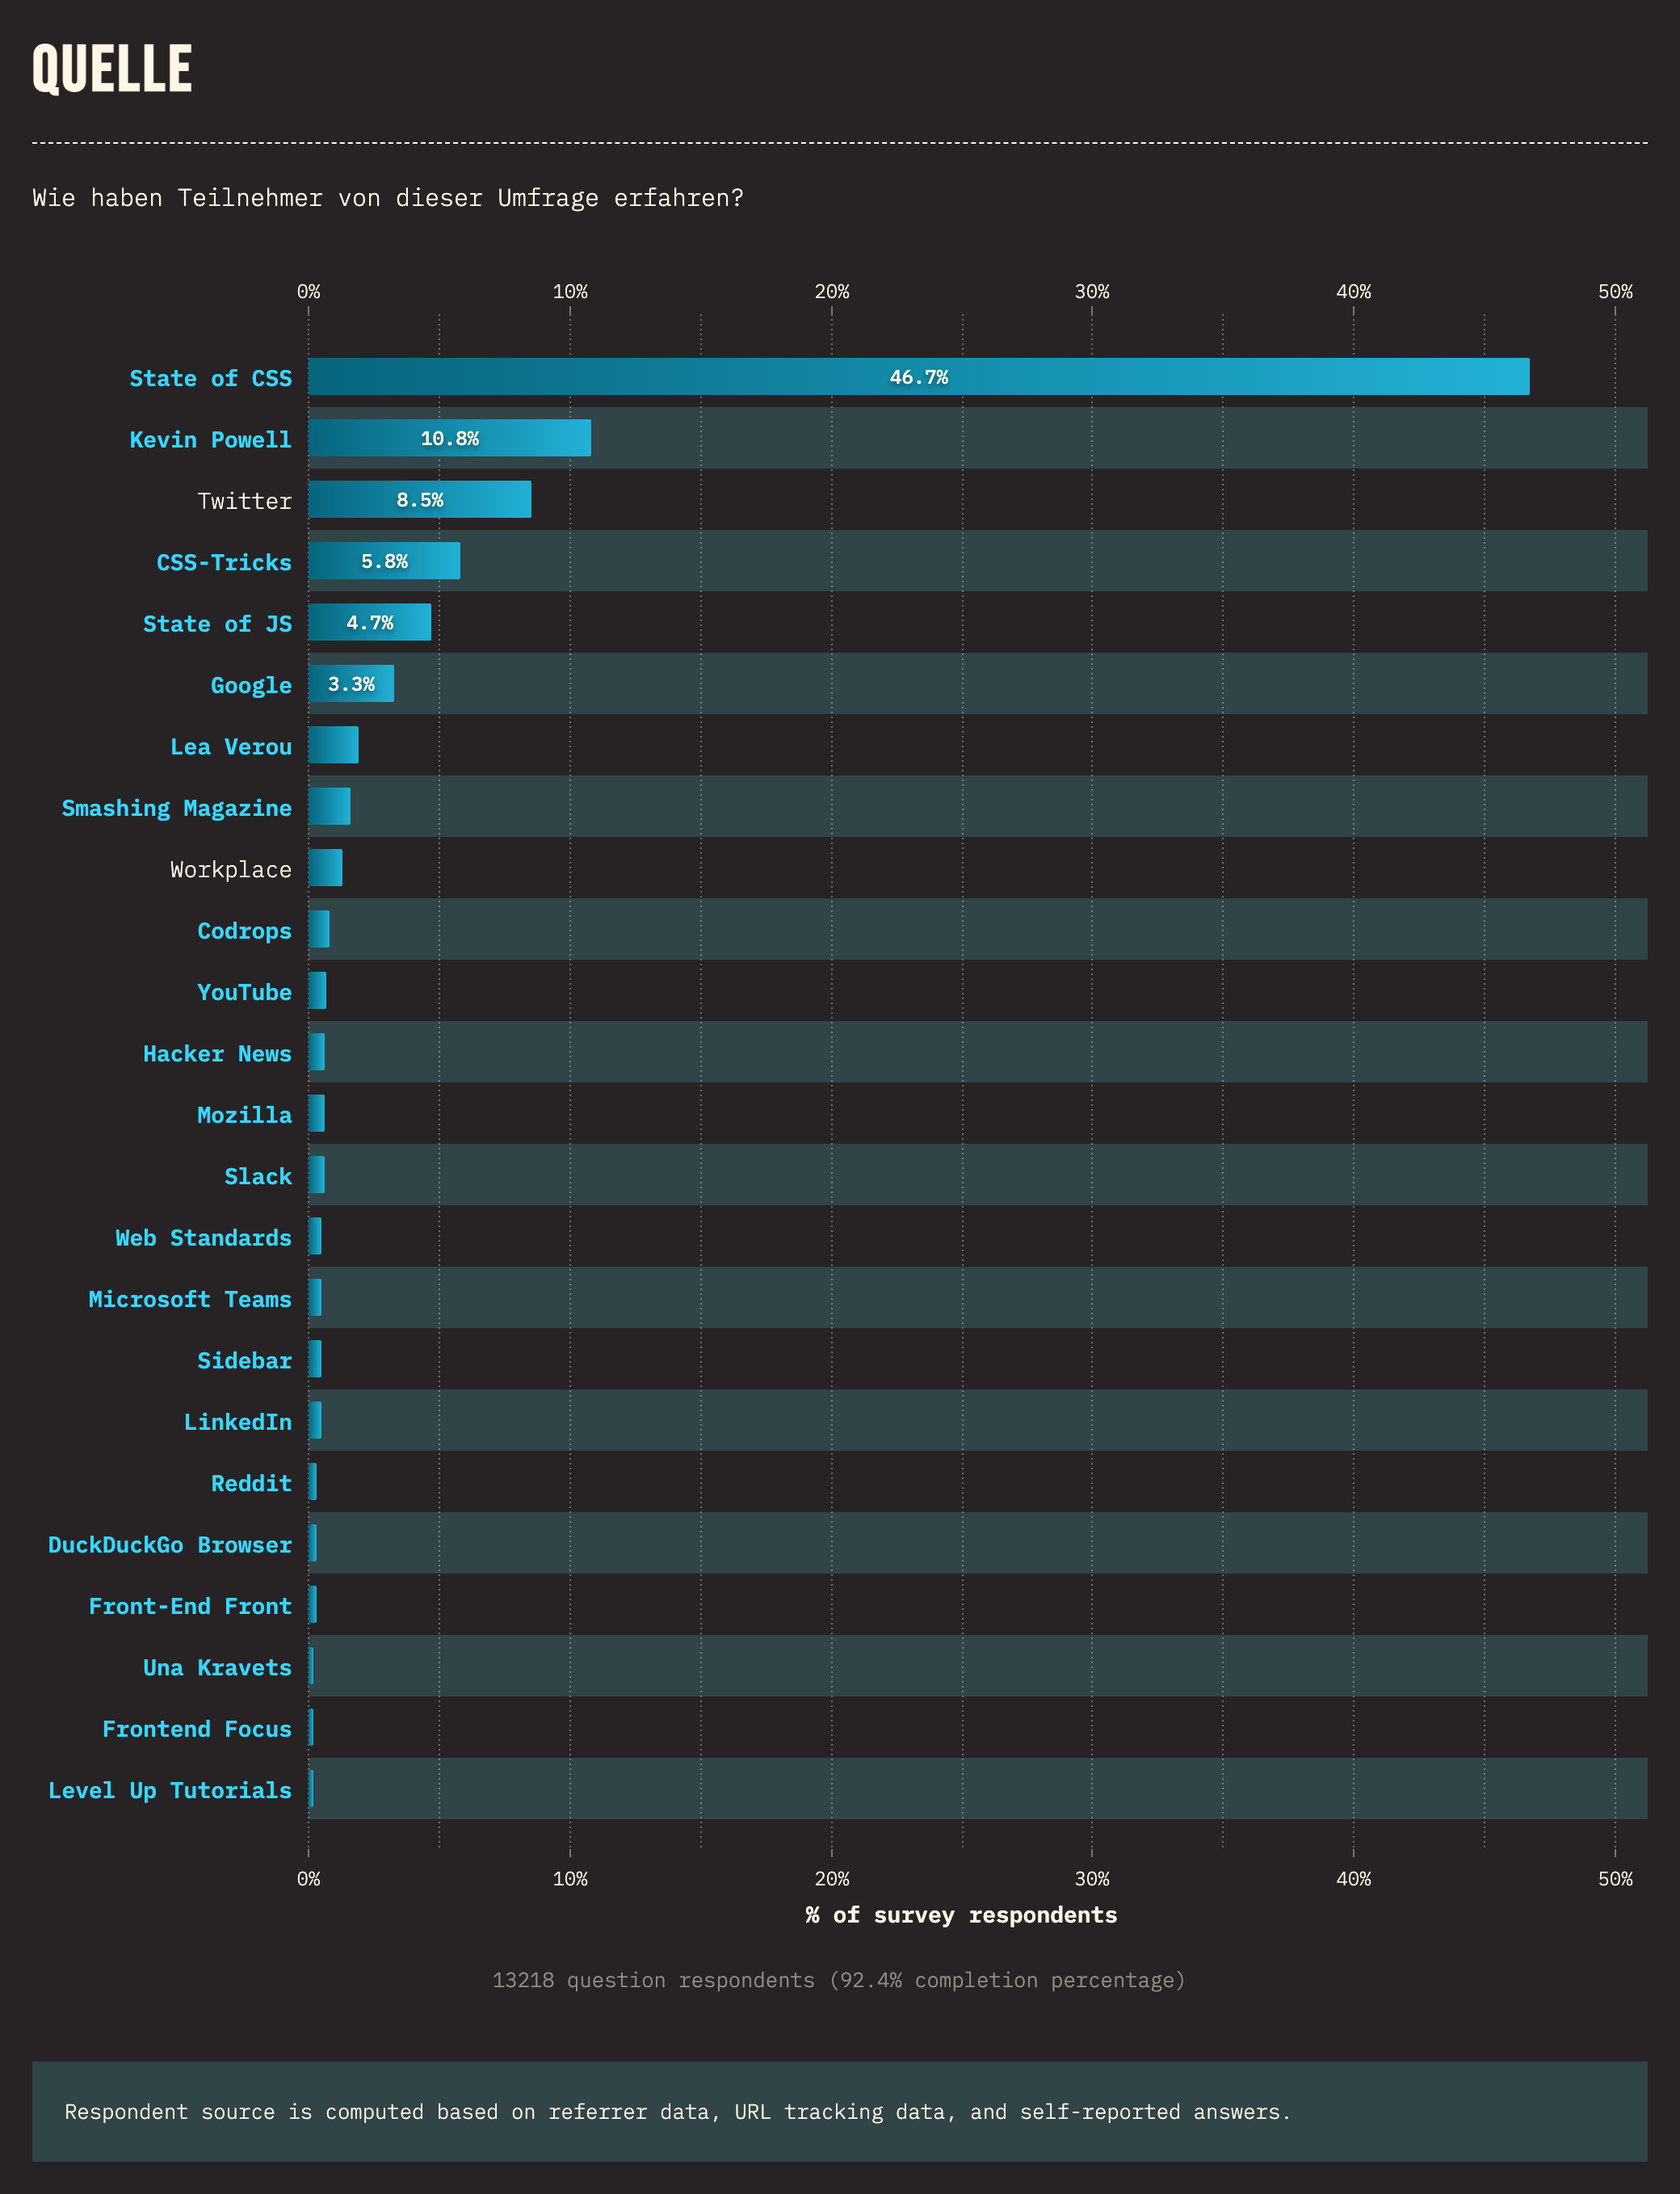 QUELLE
Wie haben Teilnehmer von dieser Umfrage erfahren?
0% 10% 20% 30% 40% 50%
State of CSS 46.7%
Kevin Powell 10.8%
Twitter 8.5%
CSS-Tricks 5.8%
State of JS 4.7%
Google 3.3%
Lea Verou
Smashing Magazine
Workplace
Codrops
YouTube
Hacker News
Mozilla
Slack
Web Standards
Microsoft Teams
Sidebar
LinkedIn
Reddit
DuckDuckGo Browser
Front-End Front
Una Kravets
Frontend Focus
Level Up Tutorials
0% 10% 20% 30% 40% 50%
% of survey respondents
13218 question respondents (92.4% completion percentage)
Respondent source is computed based on referrer data, URL tracking data, and self-reported answers.